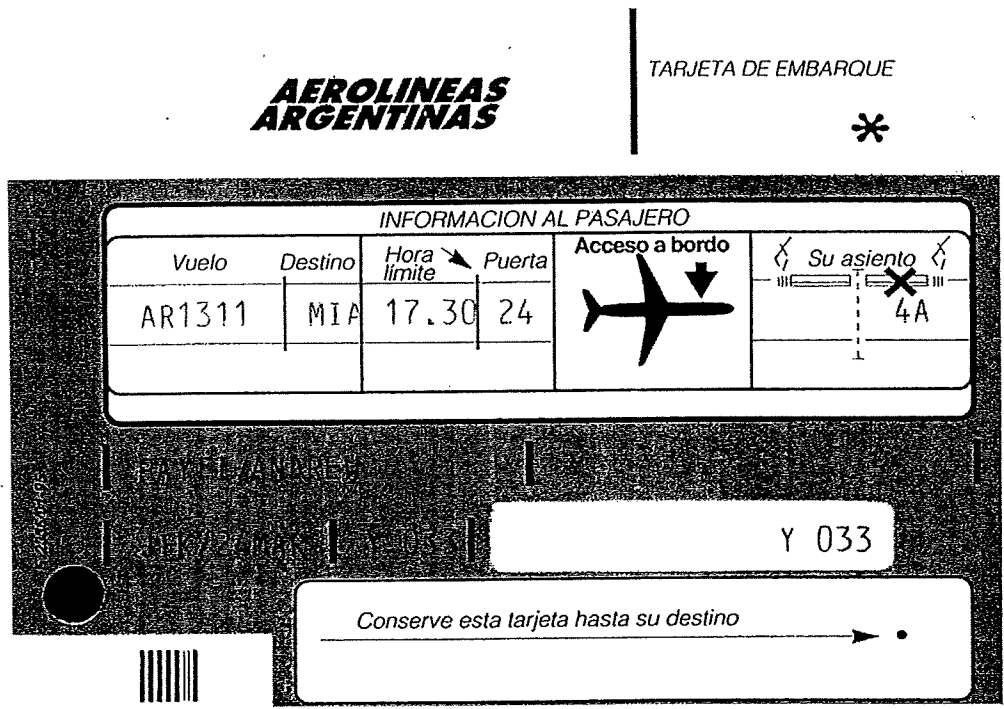 AEROLINEAS
ARGENTINAS
TARJETA DE EMBARQUE
INFORMACION AL PASAJERO
Vuelo Destino Hora límite Puerta Acceso a bordo Su asiento
AR1311 MIA 17.30 24 4A
Y 033
Y 033
Conserve esta tarjeta hasta su destino